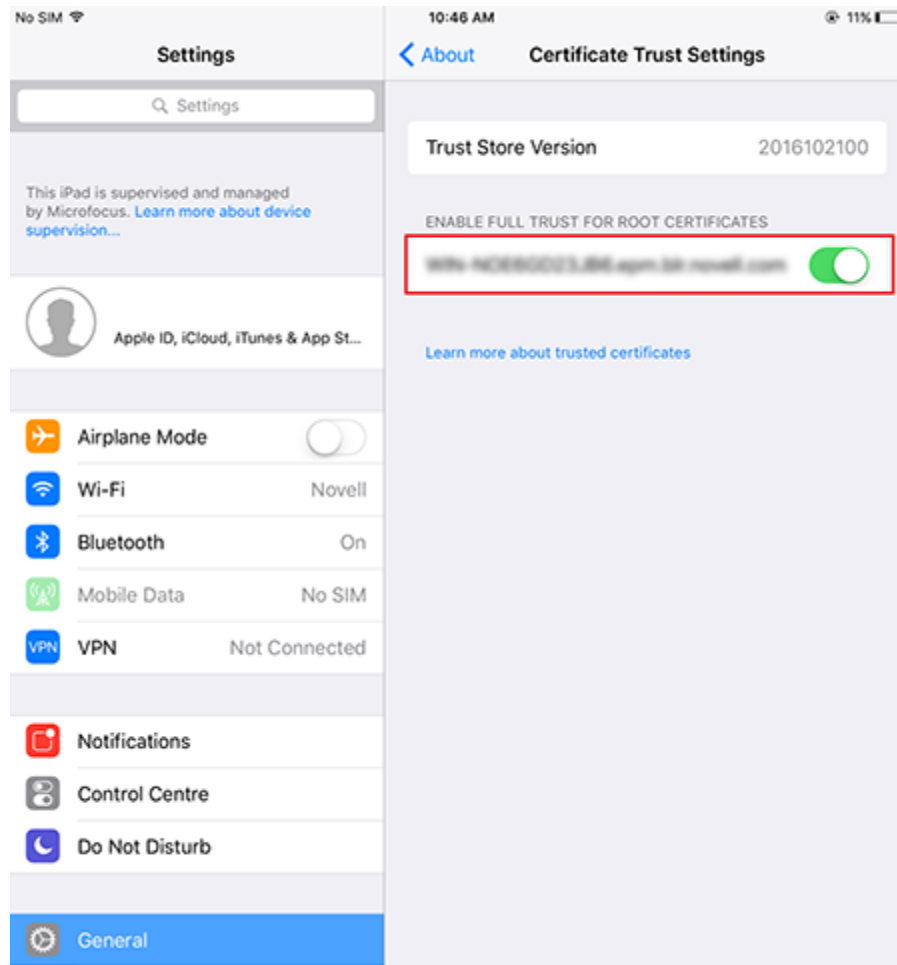 No SIM
10:46 AM
11%
Settings
About
Certificate Trust Settings
Settings
Trust Store Version
2016102100
This iPad is supervised and managed
by Microfocus. Learn more about device
supervision...
ENABLE FULL TRUST FOR ROOT CERTIFICATES
Apple ID, iCloud, iTunes & App St...
Learn more about trusted certificates
Airplane Mode
Wi-Fi
Novell
Bluetooth
On
Mobile Data
No SIM
VPN
VPN
Not Connected
Notifications
Control Centre
Do Not Disturb
General